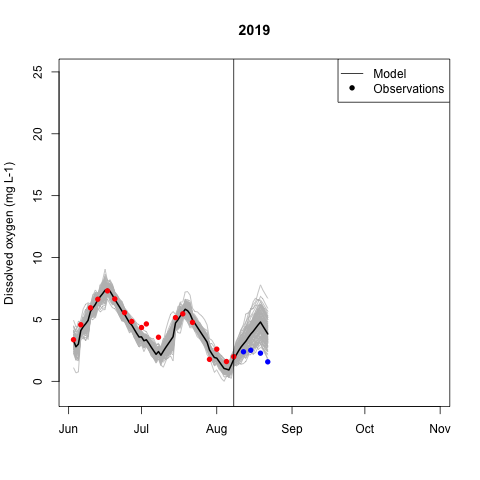 2019
Model
Observations
Dissolved oxygen (mg L-1)
25
20
15
10
5
0
Jun Jul Aug Sep Oct Nov